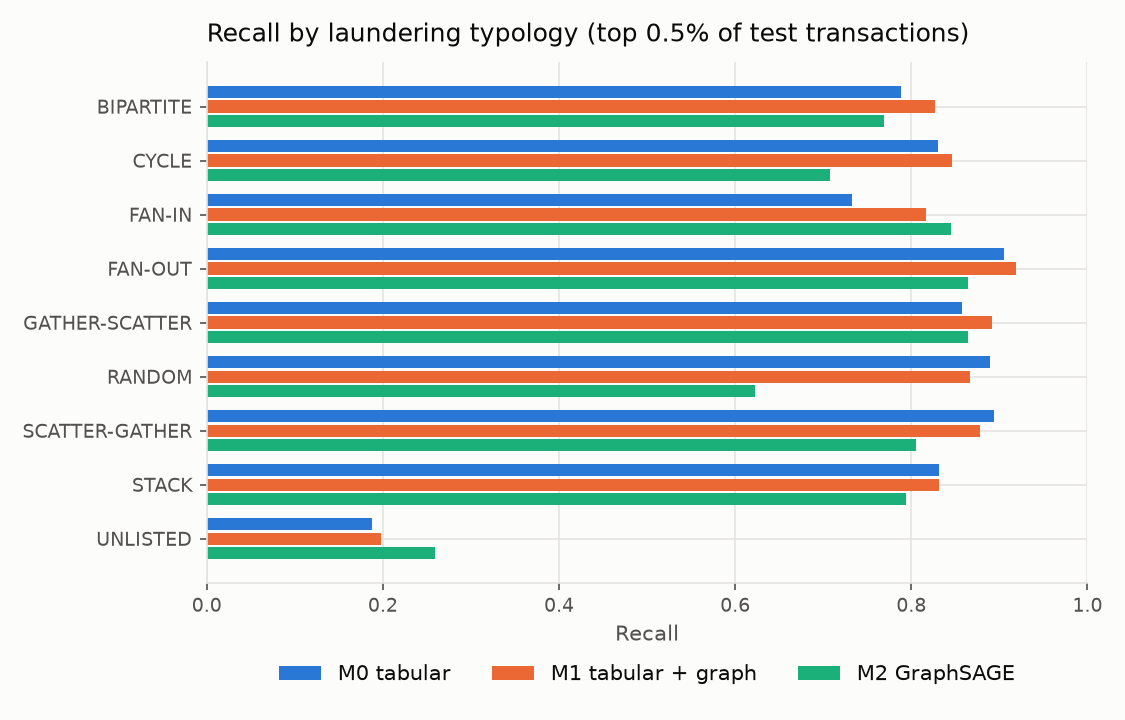 Recall by laundering typology (top 0.5% of test transactions)
BIPARTITE
CYCLE
FAN-IN
FAN-OUT
GATHER-SCATTER
RANDOM
SCATTER-GATHER
STACK
UNLISTED
0.0 0.2 0.4 0.6 0.8 1.0
Recall
M0 tabular M1 tabular + graph M2 GraphSAGE